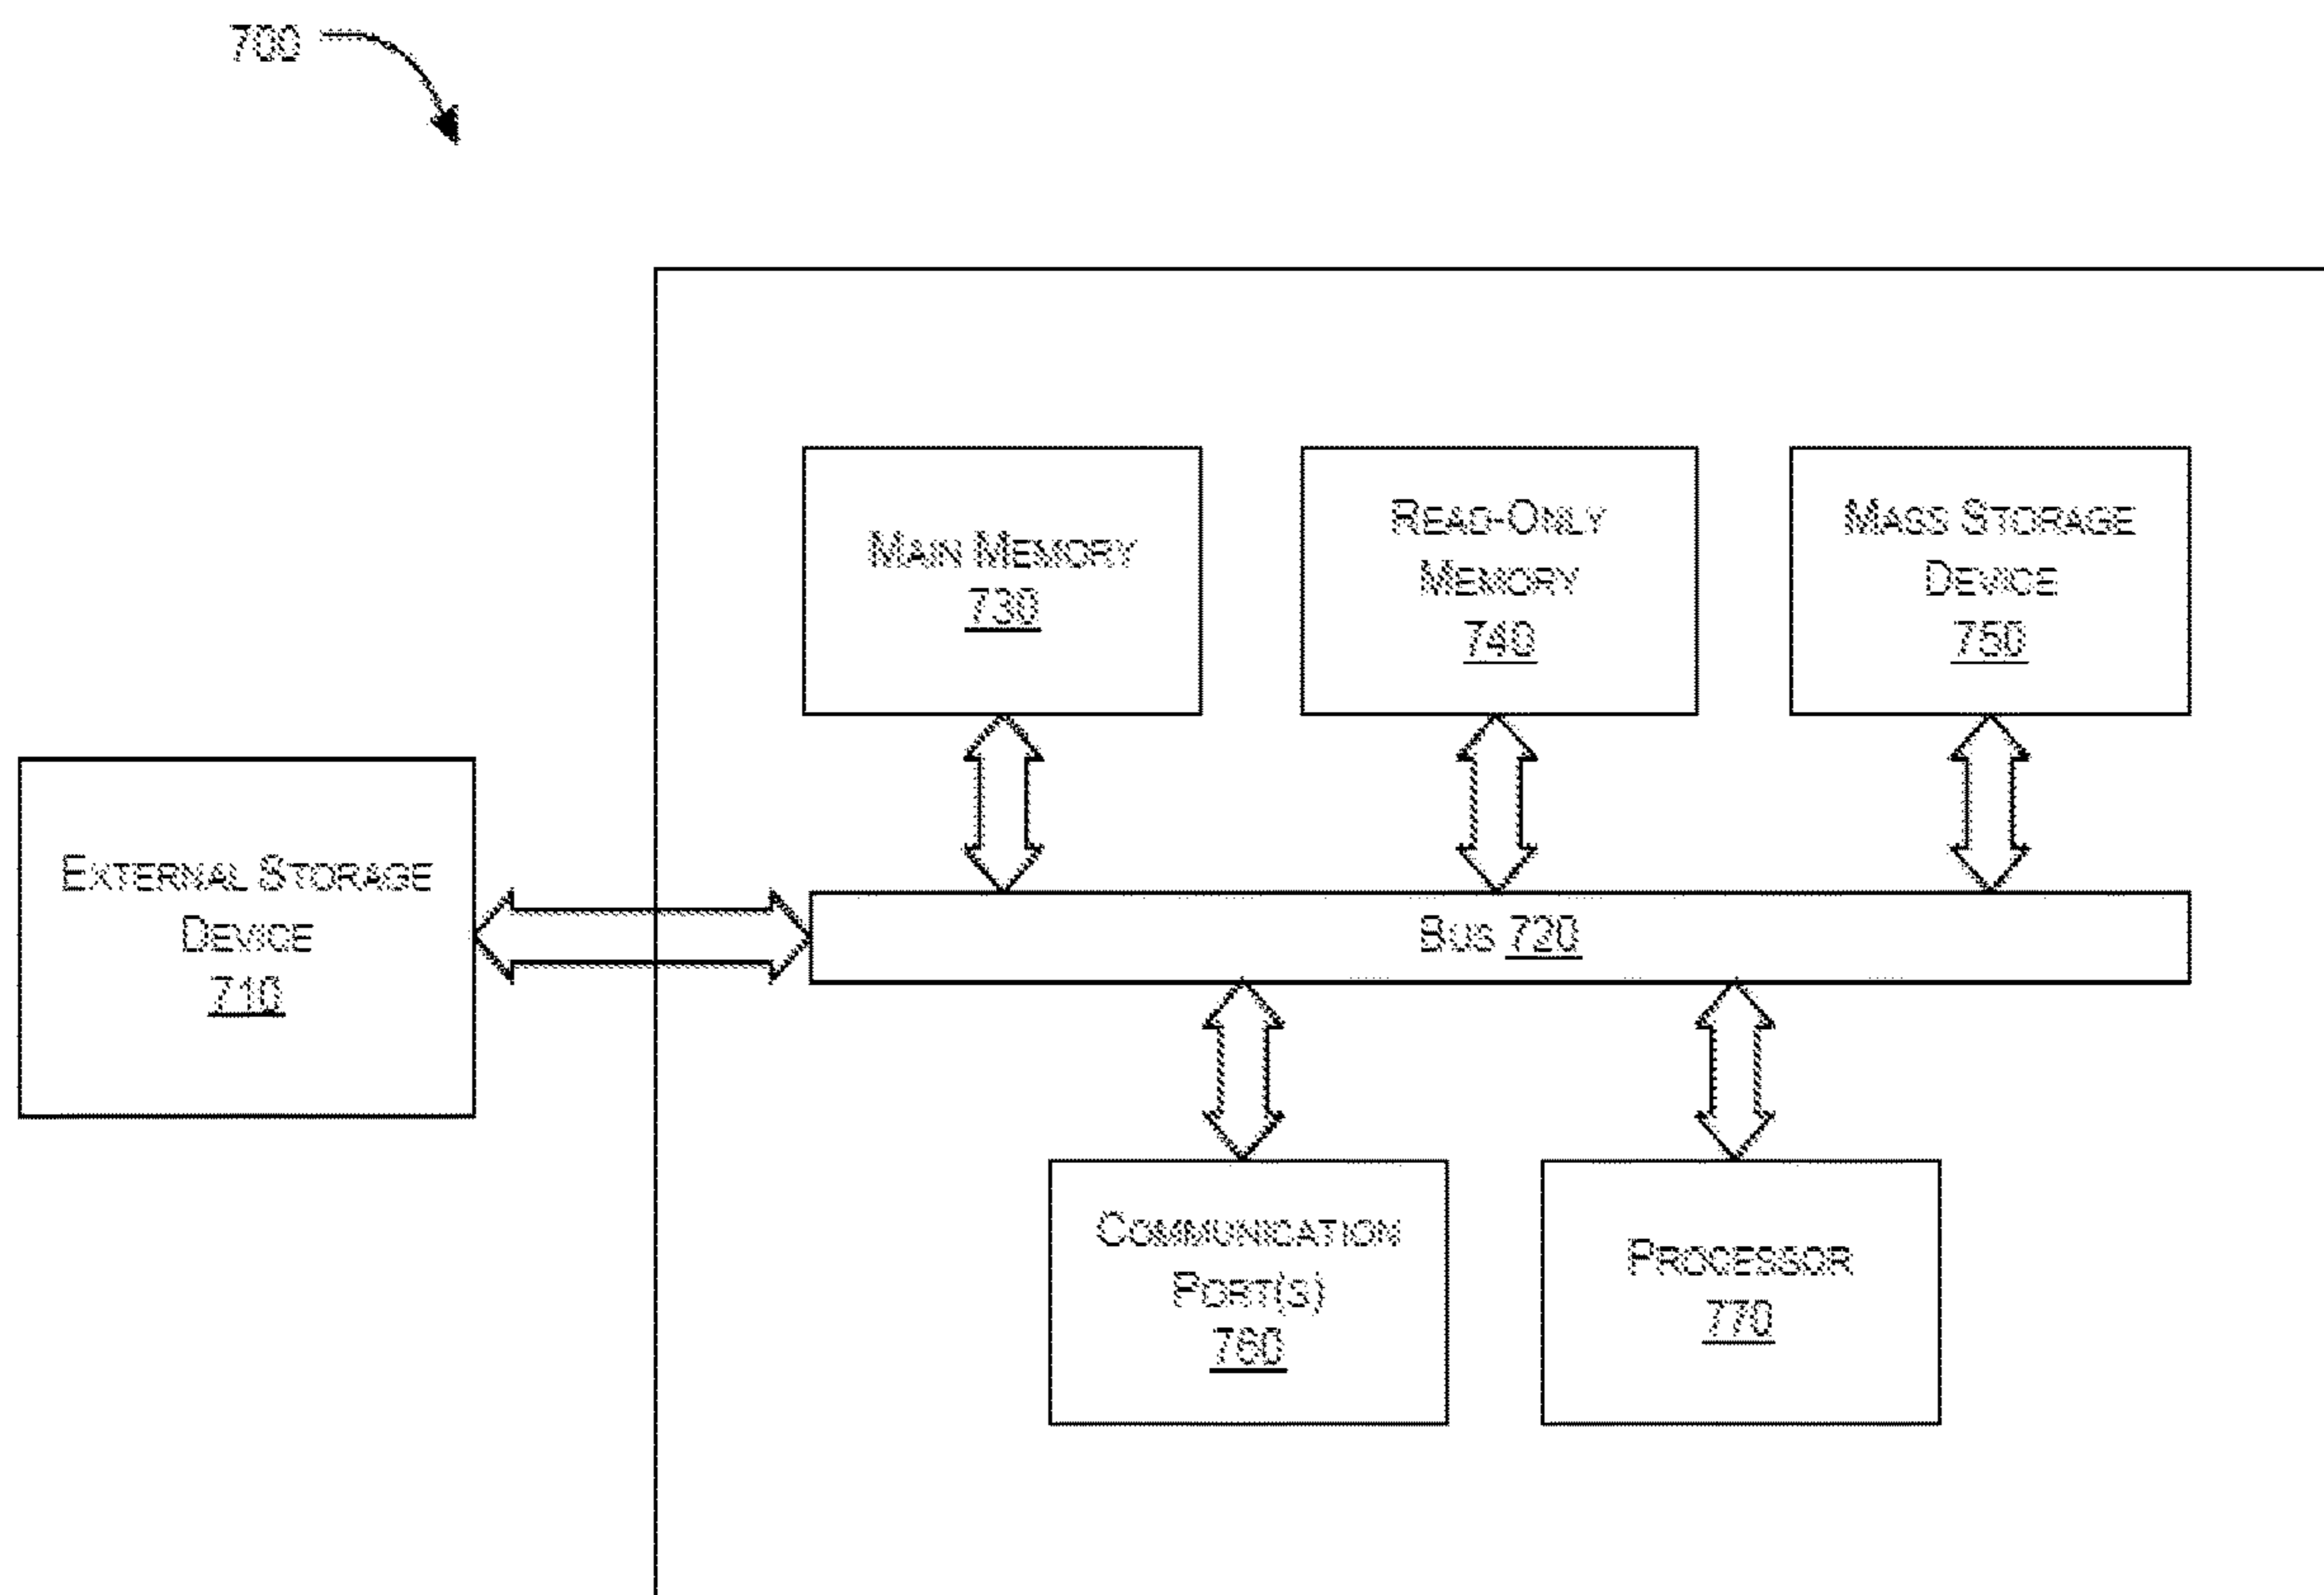 700
MAIN MEMORY
730
READ-ONLY
MEMORY
740
MASS STORAGE
DEVICE
750
EXTERNAL STORAGE
DEVICE
710
BUS 720
COMMUNICATION
PORT(S)
760
PROCESSOR
770